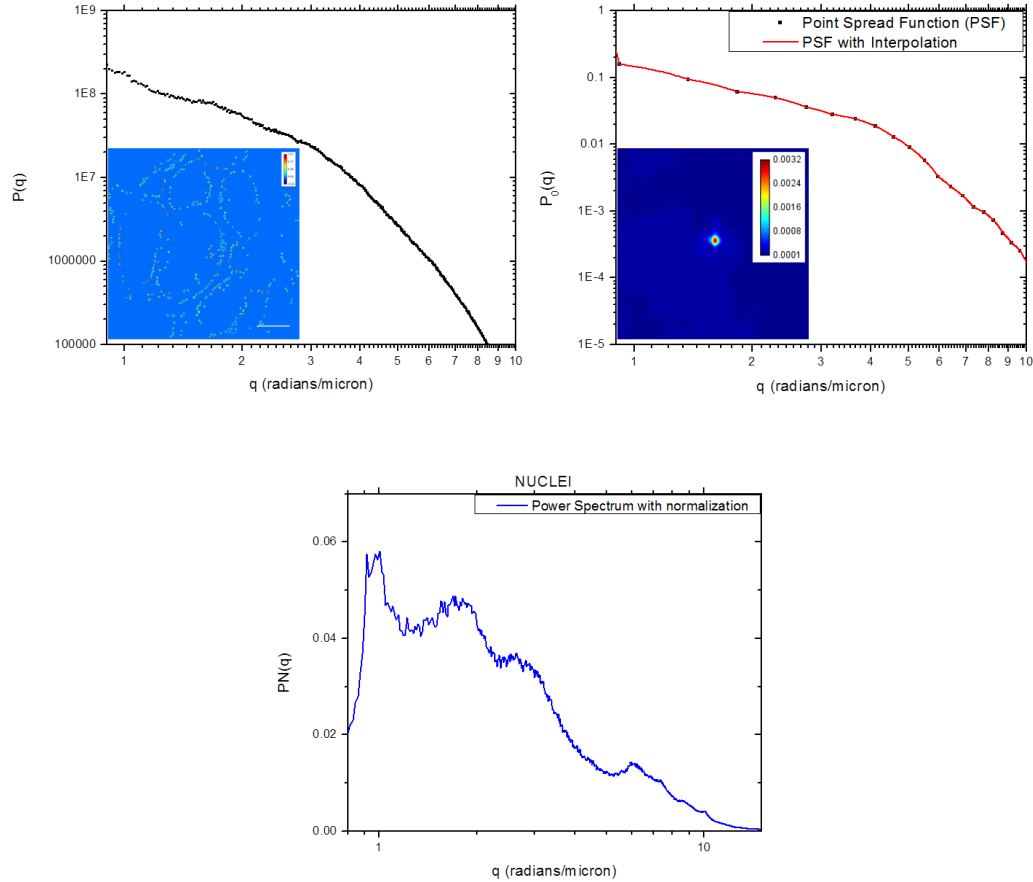 1E9
1E8
1E7
1000000
100000
P(q)
1 2 3 4 5 6 7 8 9 10
q (radians/micron)
Point Spread Function (PSF)
PSF with Interpolation
1
0.1
0.01
1E-3
1E-4
1E-5
P0(q)
0.0032
0.0024
0.0016
0.0008
0.0001
1 2 3 4 5 6 7 8 9 10
q (radians/micron)
NUCLEI
Power Spectrum with normalization
0.06
0.04
0.02
0.00
PN(q)
1 10
q (radians/micron)